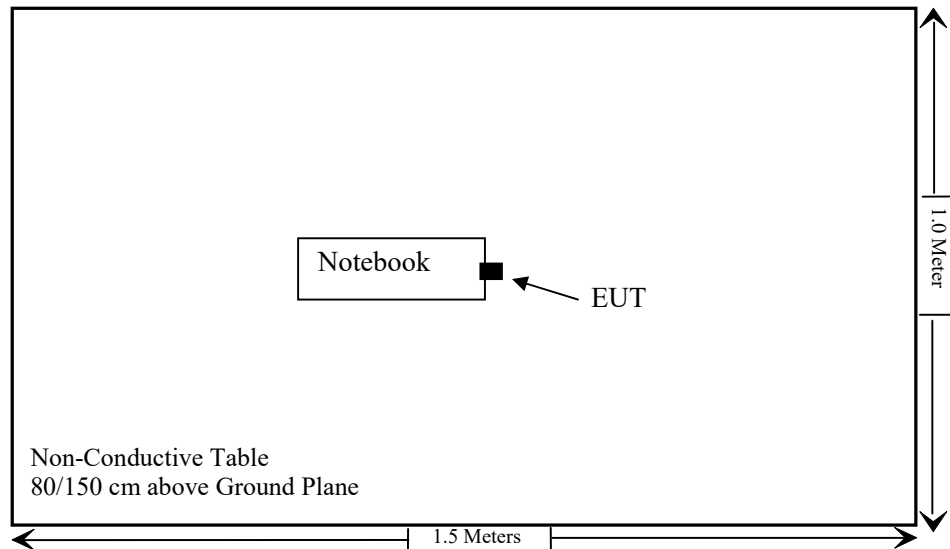 Notebook
EUT
1.0 Meter
Non-Conductive Table
80/150 cm above Ground Plane
1.5 Meters